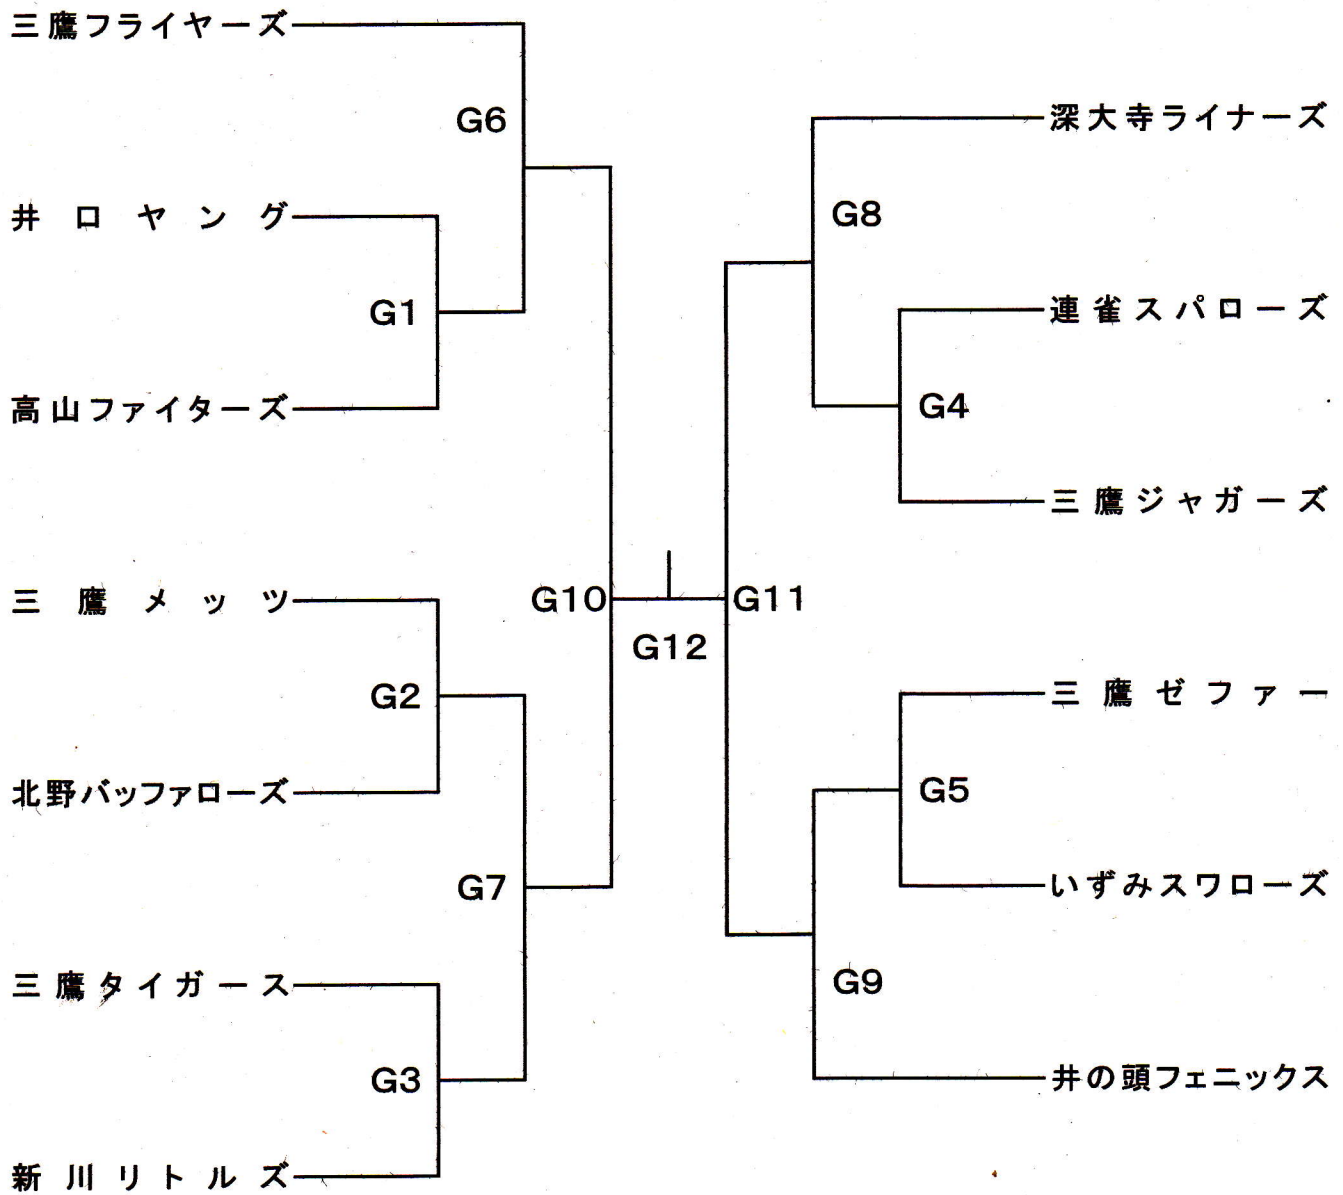 三鷹フライヤーズ
G6
井口ヤング
G1
高山ファイターズ
三鷹メッツ
G2
北野バッファローズ
G7
三鷹タイガース
G3
新川リトルズ
G10
G12
G11
深大寺ライナーズ
G8
連雀スパローズ
G4
三鷹ジャガーズ
三鷹ゼファー
G5
いずみスワローズ
G9
井の頭フェニックス